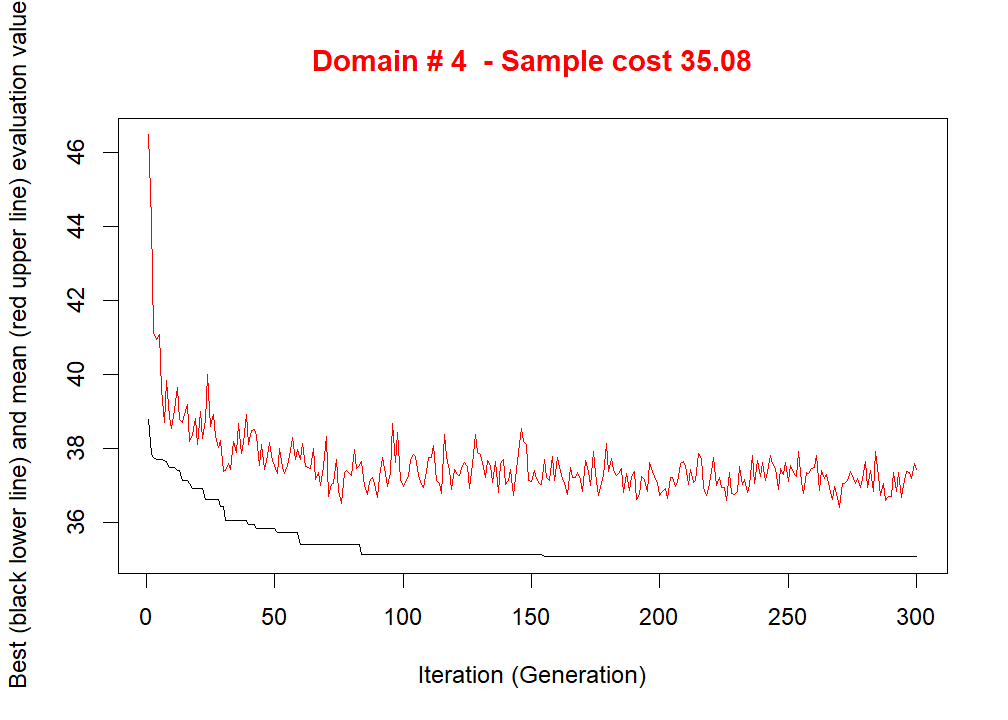 Domain # 4  - Sample cost 35.08
Best (black lower line) and mean (red upper line) evaluation value
46
44
42
40
38
36
0 50 100 150 200 250 300
Iteration (Generation)